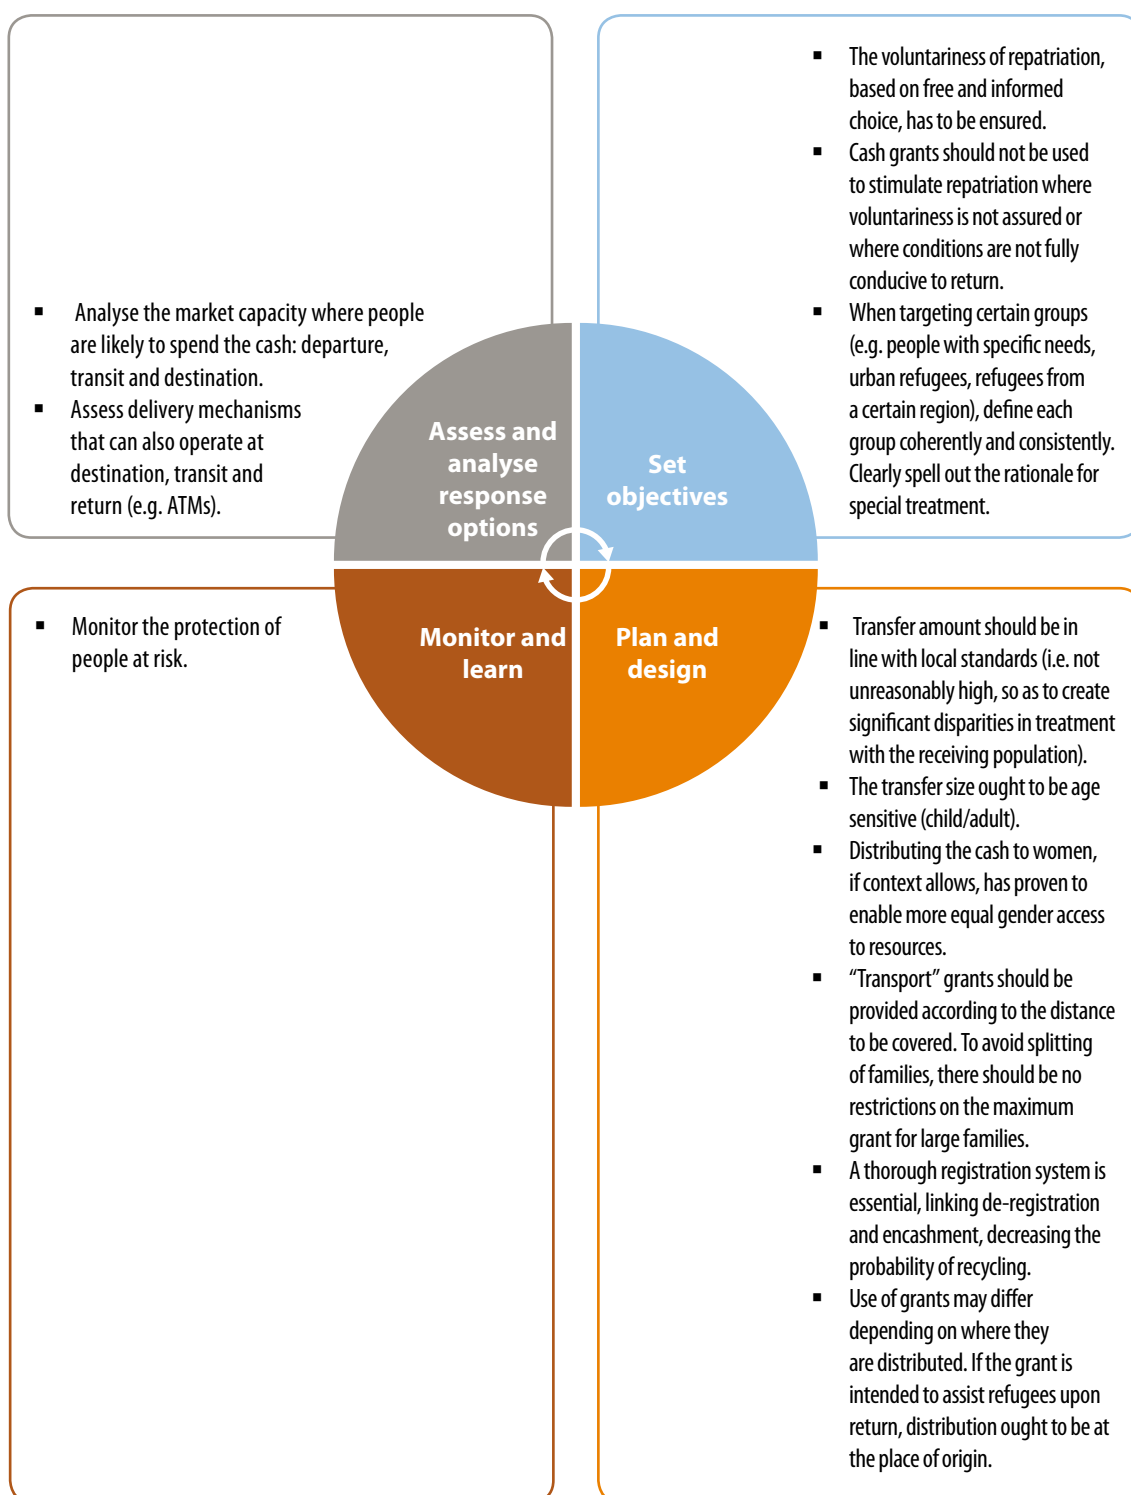 ▪ Analyse the market capacity where people
are likely to spend the cash: departure,
transit and destination.
▪ Assess delivery mechanisms
that can also operate at
destination, transit and
return (e.g. ATMs).
▪ The voluntariness of repatriation,
based on free and informed
choice, has to be ensured.
▪ Cash grants should not be used
to stimulate repatriation where
voluntariness is not assured or
where conditions are not fully
conducive to return.
▪ When targeting certain groups
(e.g. people with specific needs,
urban refugees, refugees from
a certain region), define each
group coherently and consistently.
Clearly spell out the rationale for
special treatment.
Assess and
analyse
response
options
Set
objectives
Monitor and
learn
Plan and
design
▪ Monitor the protection of
people at risk.
▪ Transfer amount should be in
line with local standards (i.e. not
unreasonably high, so as to create
significant disparities in treatment
with the receiving population).
▪ The transfer size ought to be age
sensitive (child/adult).
▪ Distributing the cash to women,
if context allows, has proven to
enable more equal gender access
to resources.
▪ “Transport” grants should be
provided according to the distance
to be covered. To avoid splitting
of families, there should be no
restrictions on the maximum
grant for large families.
▪ A thorough registration system is
essential, linking de-registration
and encashment, decreasing the
probability of recycling.
▪ Use of grants may differ
depending on where they
are distributed. If the grant is
intended to assist refugees upon
return, distribution ought to be at
the place of origin.